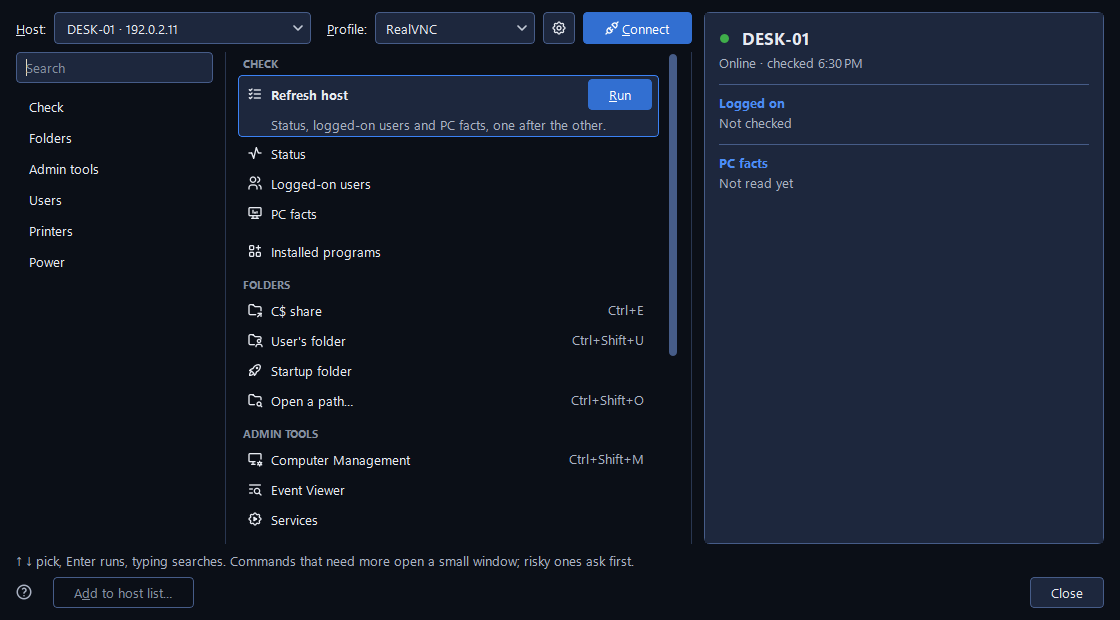 Host: DESK-01 · 192.0.2.11 Profile: RealVNC Connect
Search
Check
Folders
Admin tools
Users
Printers
Power
CHECK
Refresh host Run
Status, logged-on users and PC facts, one after the other.
Status
Logged-on users
PC facts
Installed programs
FOLDERS
C$ share Ctrl+E
User's folder Ctrl+Shift+U
Startup folder
Open a path... Ctrl+Shift+O
ADMIN TOOLS
Computer Management Ctrl+Shift+M
Event Viewer
Services
DESK-01
Online · checked 6:30 PM
Logged on
Not checked
PC facts
Not read yet
↑↓ pick, Enter runs, typing searches. Commands that need more open a small window; risky ones ask first.
Add to host list... Close